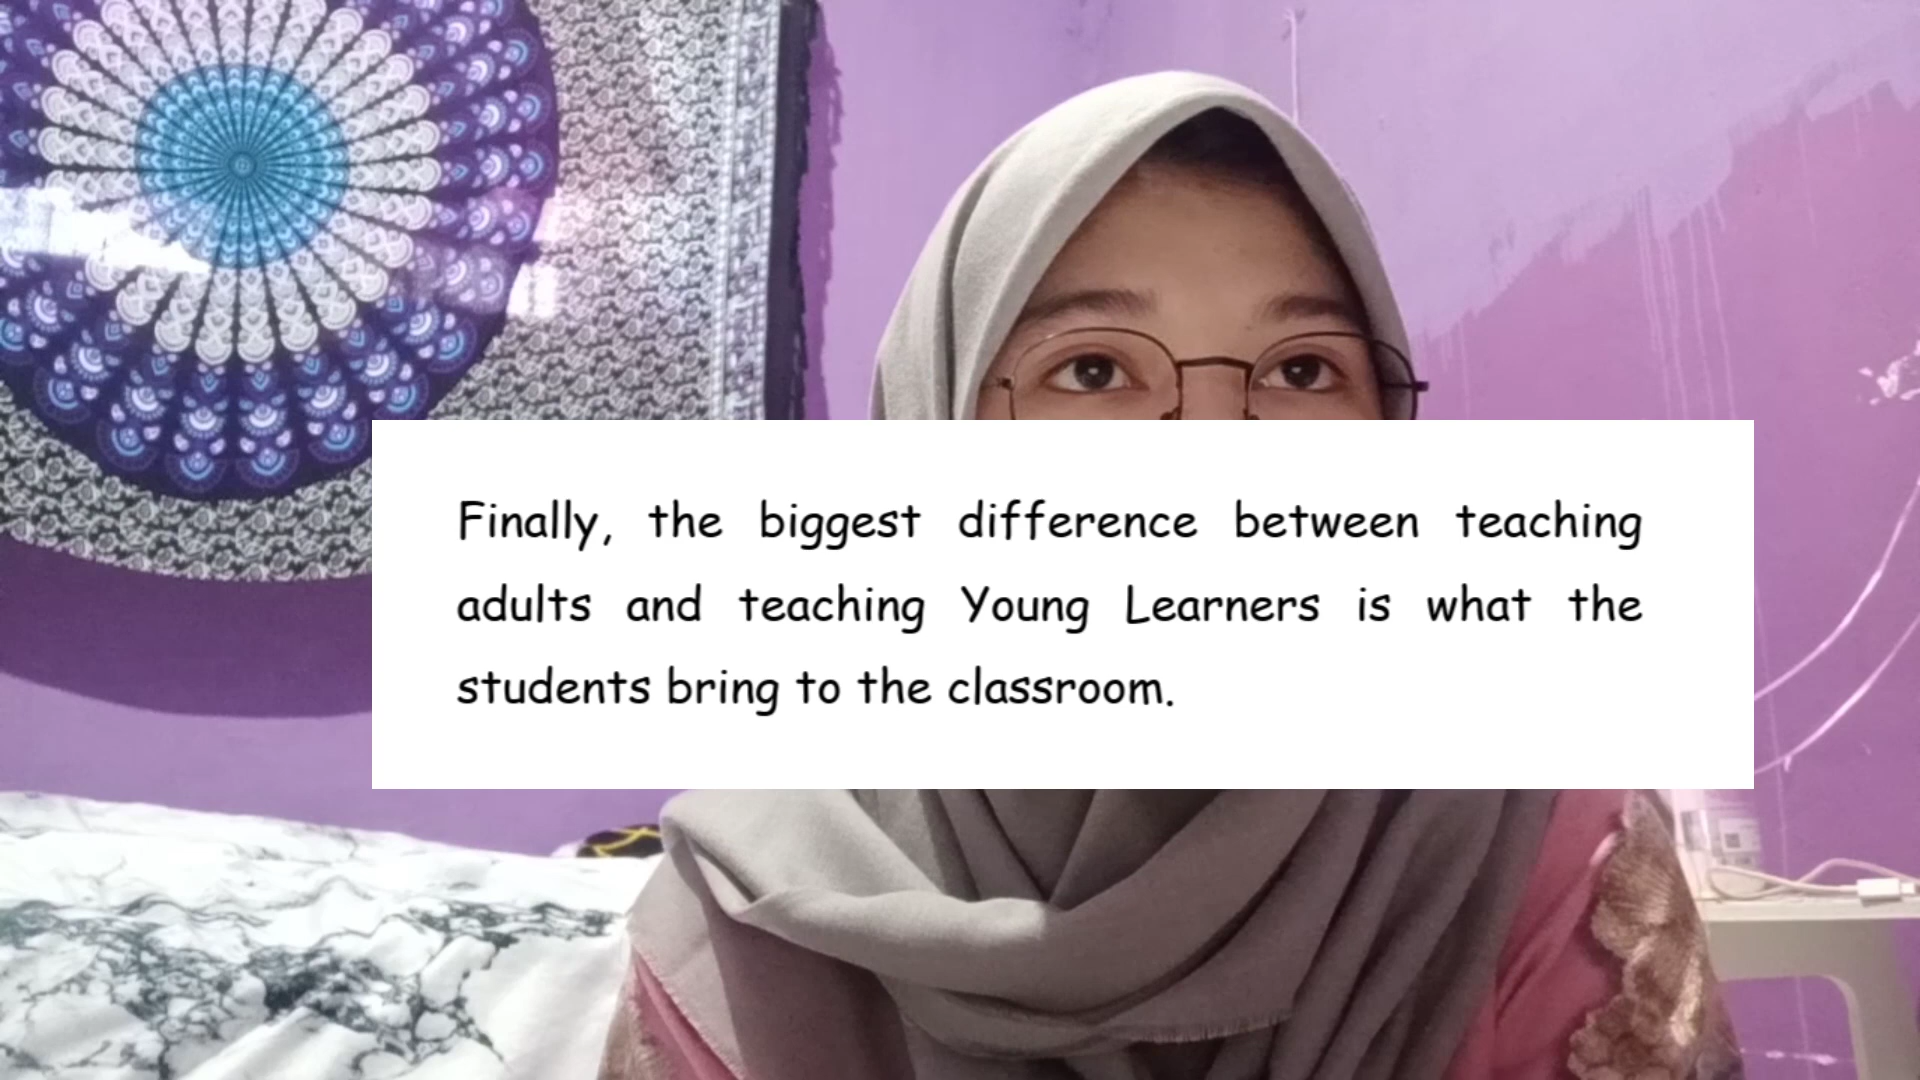 Finally, the biggest difference between teaching
adults and teaching Young Learners is what the
students bring to the classroom.